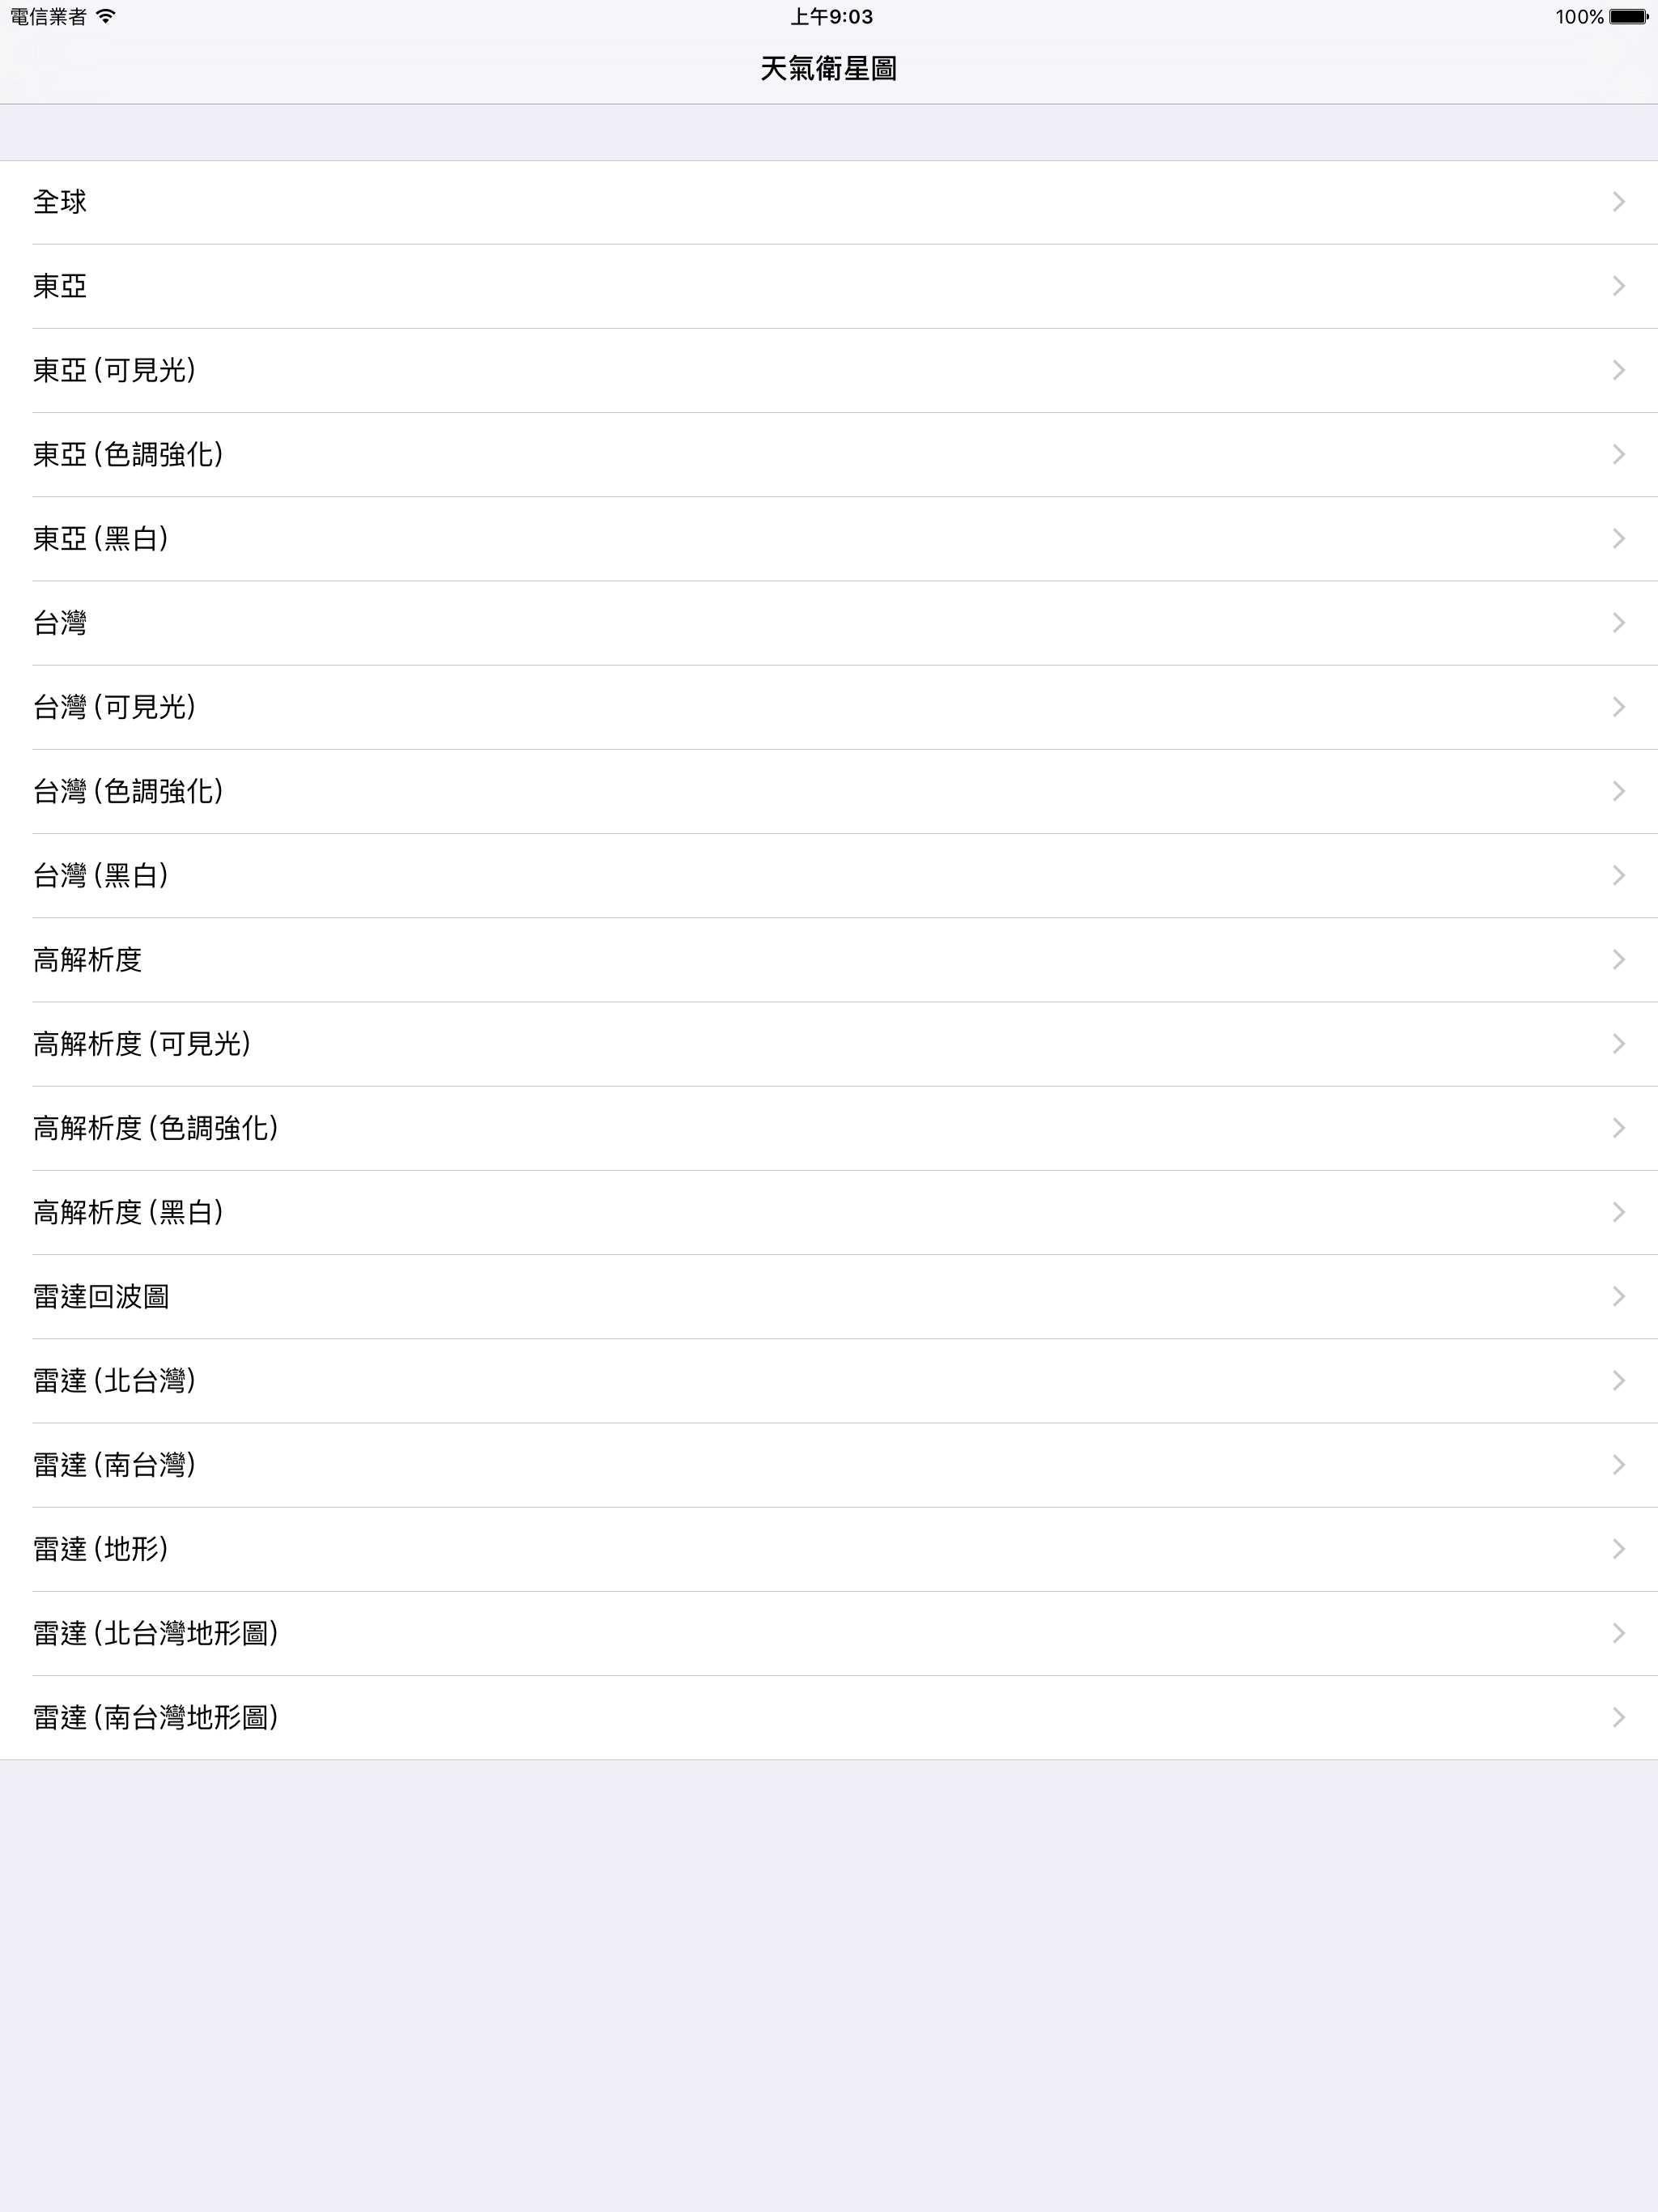 電信業者 上午9:03 100%
天氣衛星圖
全球
東亞
東亞 (可見光)
東亞 (色調強化)
東亞 (黑白)
台灣
台灣 (可見光)
台灣 (色調強化)
台灣 (黑白)
高解析度
高解析度 (可見光)
高解析度 (色調強化)
高解析度 (黑白)
雷達回波圖
雷達 (北台灣)
雷達 (南台灣)
雷達 (地形)
雷達 (北台灣地形圖)
雷達 (南台灣地形圖)